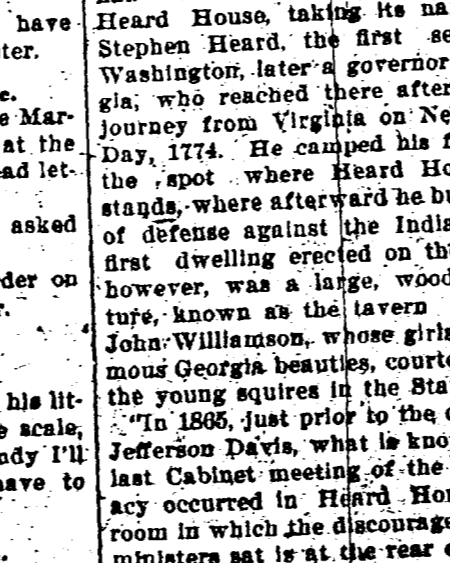 have
ter.
e.
e Mar-
at the
ad let-
asked
der on
r.
his lit-
e scale,
ndy I'll
have to
Heard House, taking its na
Stephen Heard, the first se
Washington, later a governor
gia, who reached there after
journey from Virginia on Ne
Day, 1774. He camped his f
the spot where Heard Ho
stands, where afterward he bu
of defense against the India
first dwelling erected on th
however, was a large, wood
ture, known as the tavern
John Williamson, whose girls
mous Georgia beauties, courte
the young squires in the Sta
"In 1865, just prior to the c
Jefferson Davis, what is kno
last Cabinet meeting of the
acy occurred in Heard Hou
room in which the discourage
ministers sat is at the rear